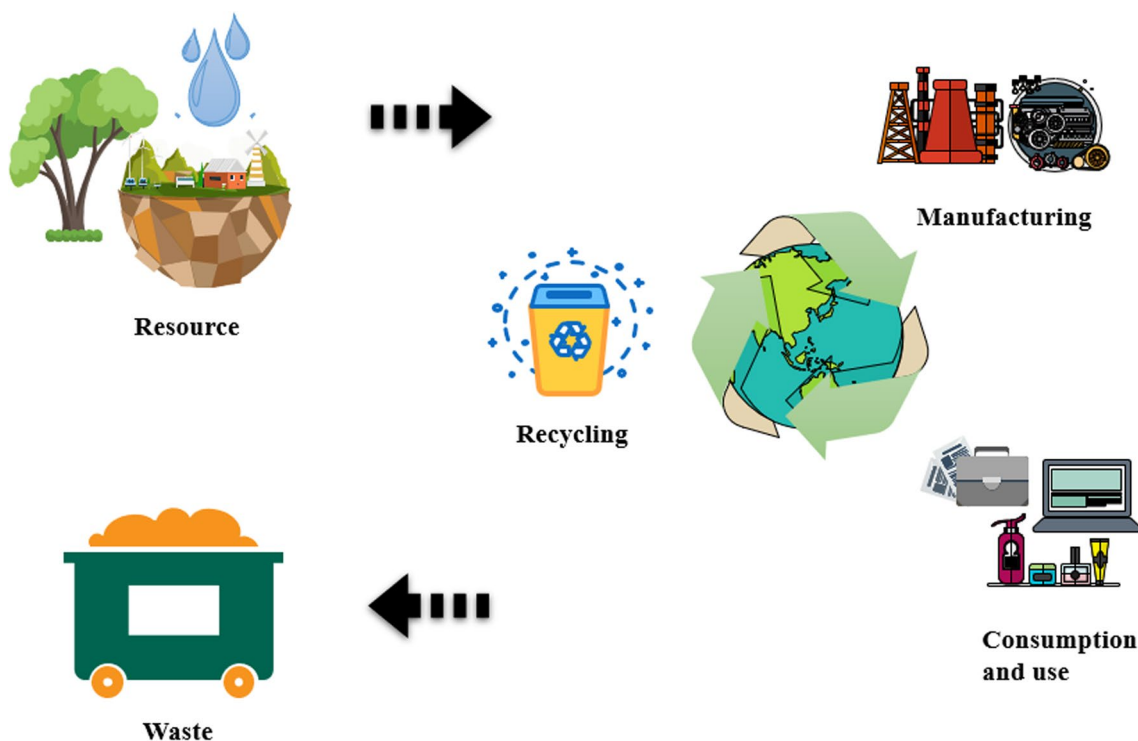 Resource
Manufacturing
Recycling
Consumption
and use
Waste